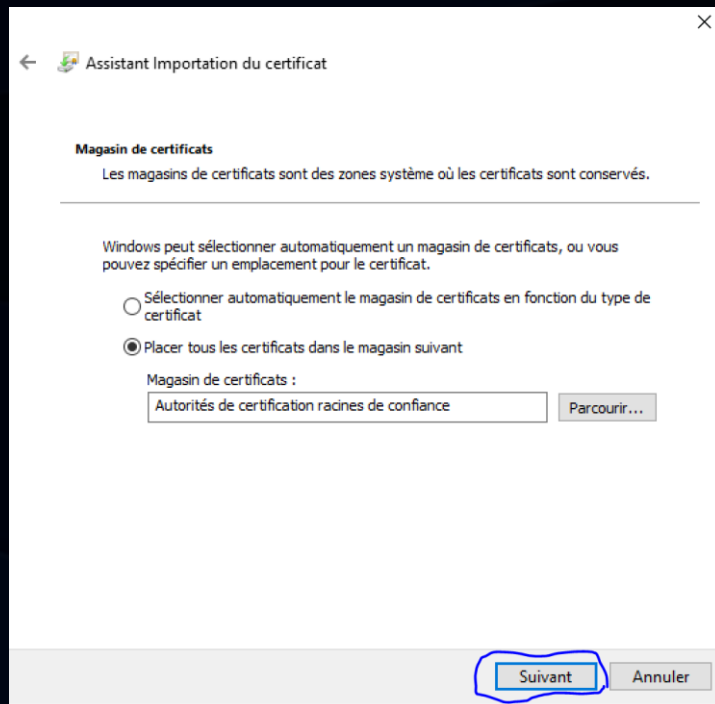 Assistant Importation du certificat
Magasin de certificats
Les magasins de certificats sont des zones système où les certificats sont conservés.
Windows peut sélectionner automatiquement un magasin de certificats, ou vous
pouvez spécifier un emplacement pour le certificat.
Sélectionner automatiquement le magasin de certificats en fonction du type de
certificat
Placer tous les certificats dans le magasin suivant
Magasin de certificats :
Autorités de certification racines de confiance
Parcourir...
Suivant
Annuler